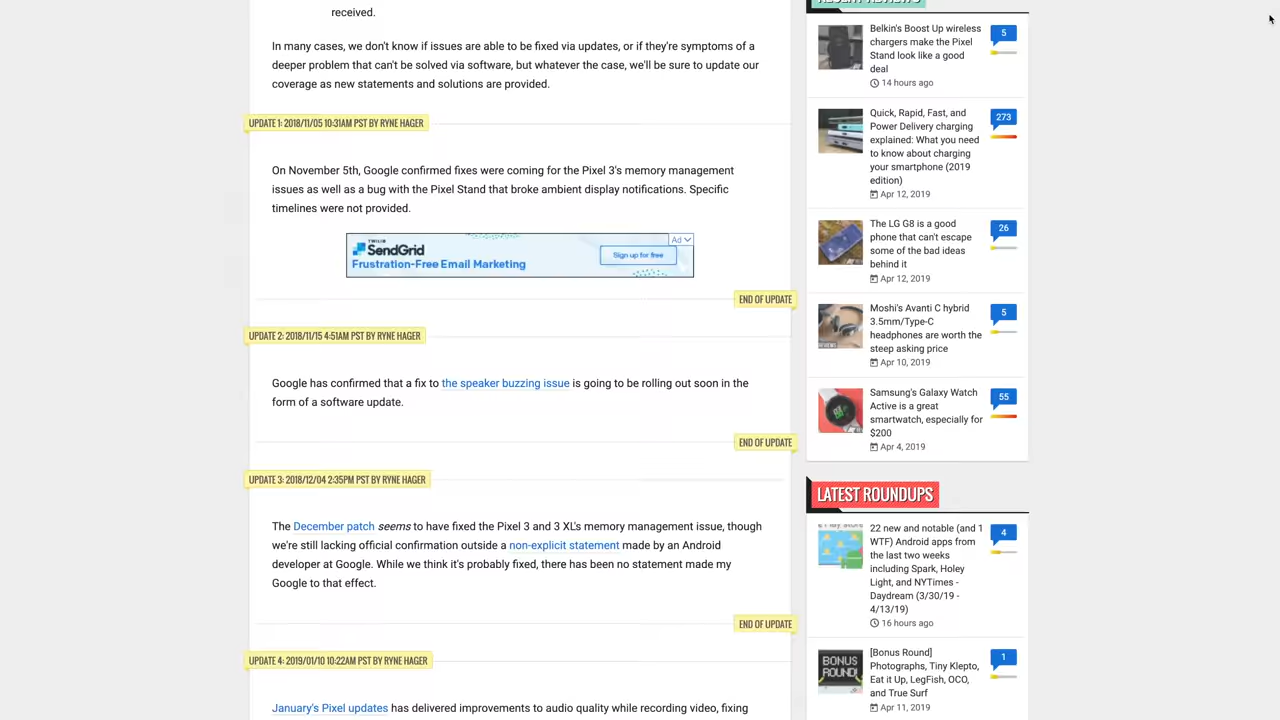 received.
In many cases, we don't know if issues are able to be fixed via updates, or if they're symptoms of a
deeper problem that can't be solved via software, but whatever the case, we'll be sure to update our
coverage as new statements and solutions are provided.
UPDATE 1: 2018/11/05 10:31AM PST BY RYNE HAGER
On November 5th, Google confirmed fixes were coming for the Pixel 3's memory management
issues as well as a bug with the Pixel Stand that broke ambient display notifications. Specific
timelines were not provided.
Ad
TWILIO
SendGrid
Sign up for free
Frustration-Free Email Marketing
END OF UPDATE
UPDATE 2: 2018/11/15 4:51AM PST BY RYNE HAGER
Google has confirmed that a fix to the speaker buzzing issue is going to be rolling out soon in the
form of a software update.
END OF UPDATE
UPDATE 3: 2018/12/04 2:35PM PST BY RYNE HAGER
The December patch seems to have fixed the Pixel 3 and 3 XL's memory management issue, though
we're still lacking official confirmation outside a non-explicit statement made by an Android
developer at Google. While we think it's probably fixed, there has been no statement made my
Google to that effect.
END OF UPDATE
UPDATE 4: 2019/01/10 10:22AM PST BY RYNE HAGER
January's Pixel updates has delivered improvements to audio quality while recording video, fixing
RECENT REVIEWS
Belkin's Boost Up wireless
chargers make the Pixel
Stand look like a good
deal
14 hours ago
5
Quick, Rapid, Fast, and
Power Delivery charging
explained: What you need
to know about charging
your smartphone (2019
edition)
Apr 12, 2019
273
The LG G8 is a good
phone that can't escape
some of the bad ideas
behind it
Apr 12, 2019
26
Moshi's Avanti C hybrid
3.5mm/Type-C
headphones are worth the
steep asking price
Apr 10, 2019
5
Samsung's Galaxy Watch
Active is a great
smartwatch, especially for
$200
Apr 4, 2019
55
LATEST ROUNDUPS
22 new and notable (and 1
WTF) Android apps from
the last two weeks
including Spark, Holey
Light, and NYTimes -
Daydream (3/30/19 -
4/13/19)
16 hours ago
4
BONUS
ROUND
[Bonus Round]
Photographs, Tiny Klepto,
Eat it Up, LegFish, OCO,
and True Surf
Apr 11, 2019
1